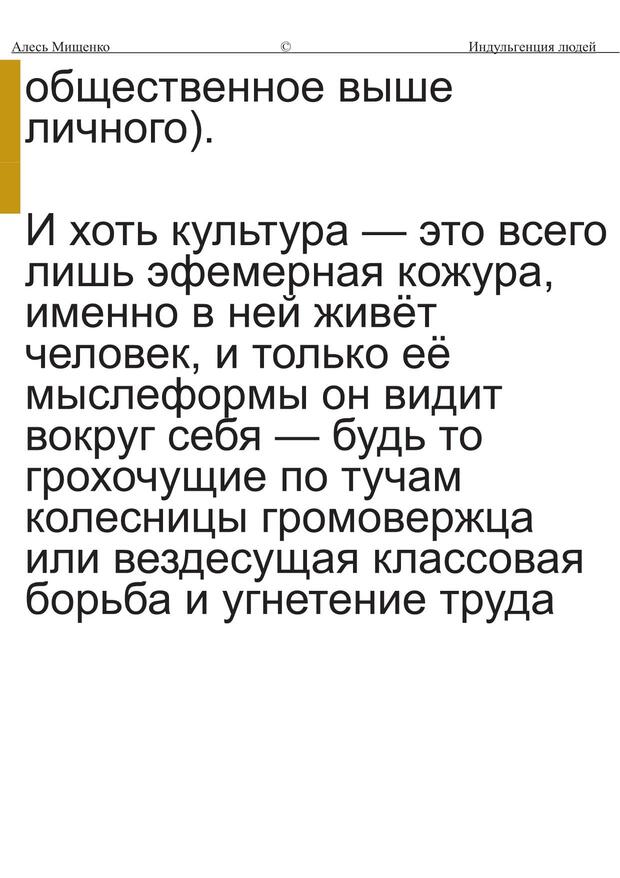 Алесь Мищенко © Индульгенция людей
общественное выше
личного).
И хоть культура — это всего
лишь эфемерная кожура,
именно в ней живёт
человек, и только её
мыслеформы он видит
вокруг себя — будь то
грохочущие по тучам
колесницы громовержца
или вездесущая классовая
борьба и угнетение труда